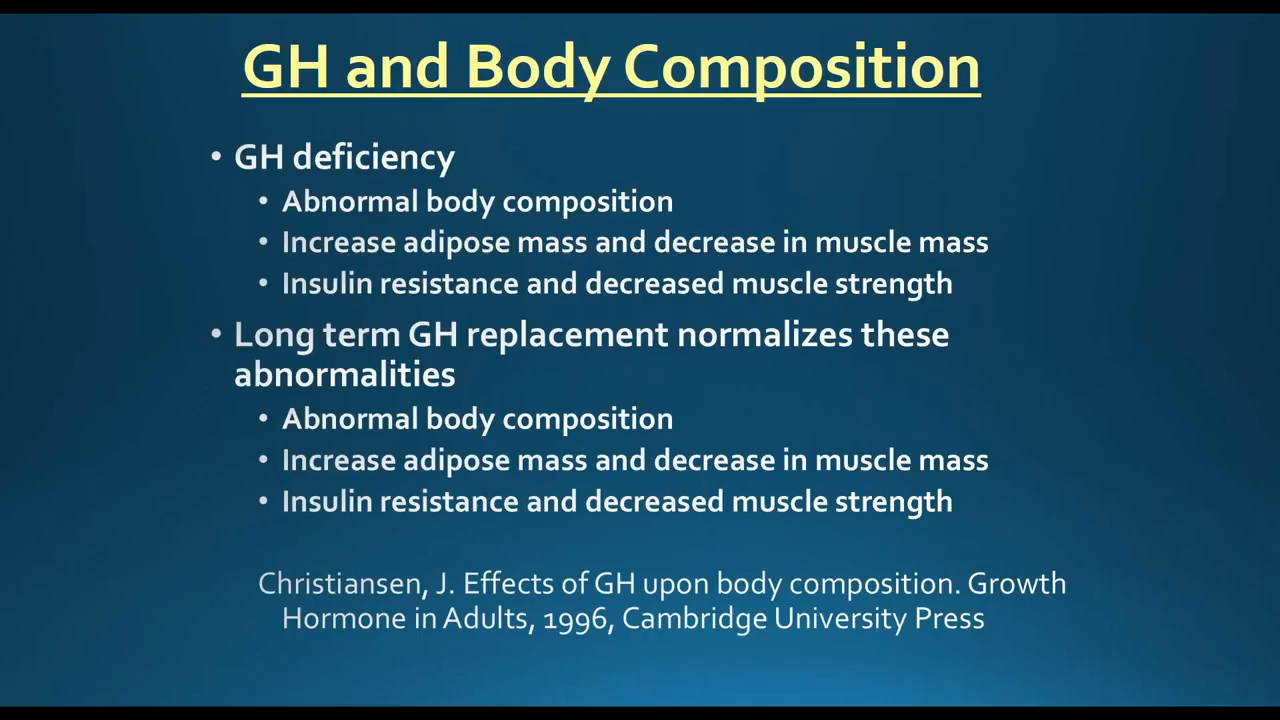 GH and Body Composition
• GH deficiency
• Abnormal body composition
• Increase adipose mass and decrease in muscle mass
• Insulin resistance and decreased muscle strength
• Long term GH replacement normalizes these
abnormalities
• Abnormal body composition
• Increase adipose mass and decrease in muscle mass
• Insulin resistance and decreased muscle strength
Christiansen, J. Effects of GH upon body composition. Growth
Hormone in Adults, 1996, Cambridge University Press